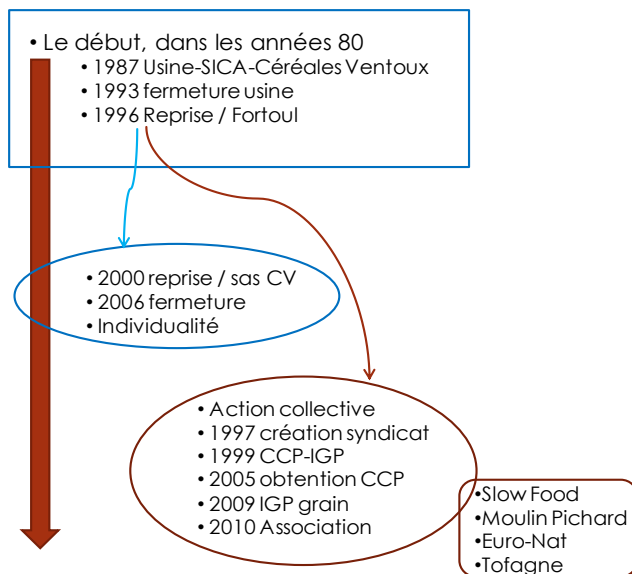 • Le début, dans les années 80
• 1987 Usine-SICA-Céréales Ventoux
• 1993 fermeture usine
• 1996 Reprise / Fortoul
• 2000 reprise / sas CV
• 2006 fermeture
• Individualité
• Action collective
• 1997 création syndicat
• 1999 CCP-IGP
• 2005 obtention CCP
• 2009 IGP grain
• 2010 Association
• Slow Food
• Moulin Pichard
• Euro-Nat
• Tofagne